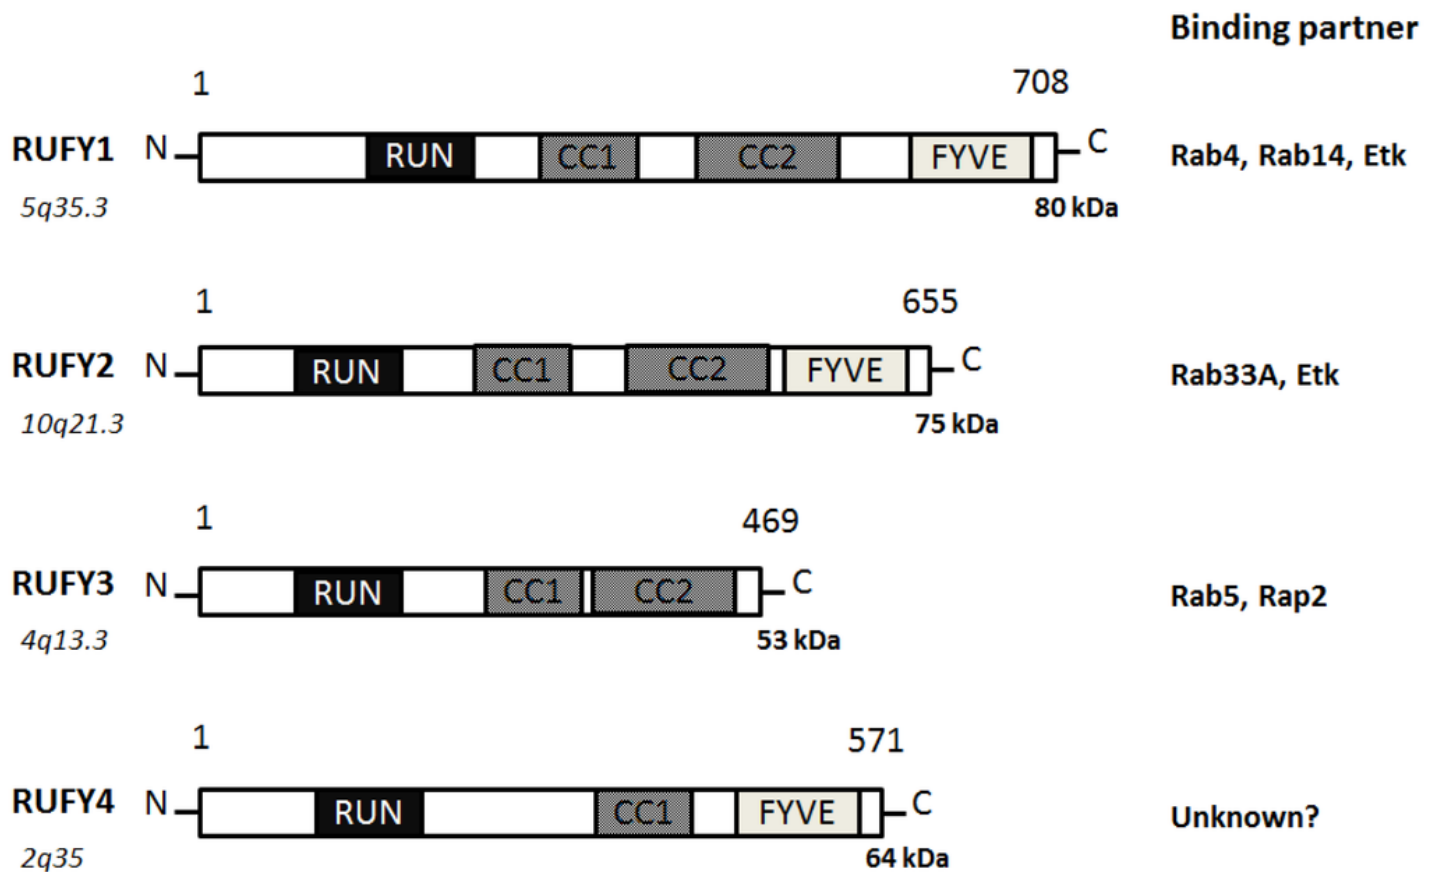 Binding partner
1 708
RUFY1 N RUN CC1 CC2 FYVE C Rab4, Rab14, Etk
5q35.3 80 kDa
1 655
RUFY2 N RUN CC1 CC2 FYVE C Rab33A, Etk
10q21.3 75 kDa
1 469
RUFY3 N RUN CC1 CC2 C Rab5, Rap2
4q13.3 53 kDa
1 571
RUFY4 N RUN CC1 FYVE C Unknown?
2q35 64 kDa